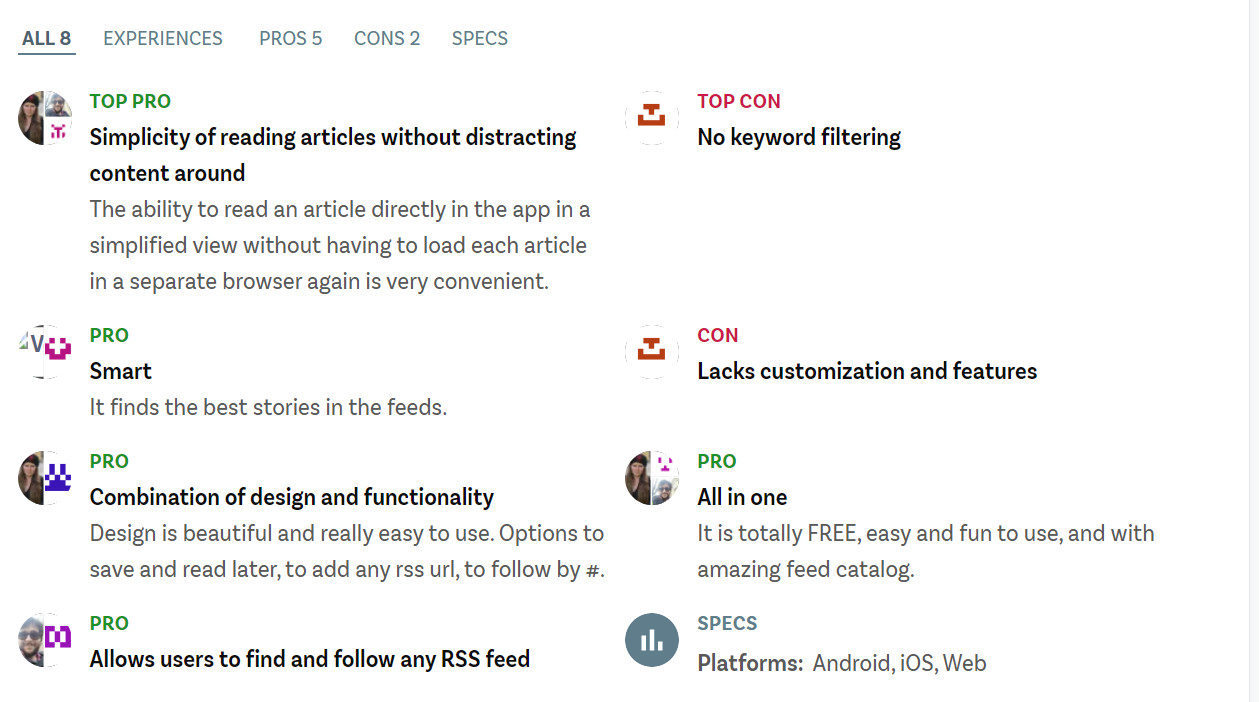 ALL 8 EXPERIENCES PROS 5 CONS 2 SPECS
TOP PRO
Simplicity of reading articles without distracting
content around
The ability to read an article directly in the app in a
simplified view without having to load each article
in a separate browser again is very convenient.
TOP CON
No keyword filtering
V
PRO
Smart
It finds the best stories in the feeds.
CON
Lacks customization and features
PRO
Combination of design and functionality
Design is beautiful and really easy to use. Options to
save and read later, to add any rss url, to follow by #.
PRO
All in one
It is totally FREE, easy and fun to use, and with
amazing feed catalog.
PRO
Allows users to find and follow any RSS feed
SPECS
Platforms: Android, iOS, Web